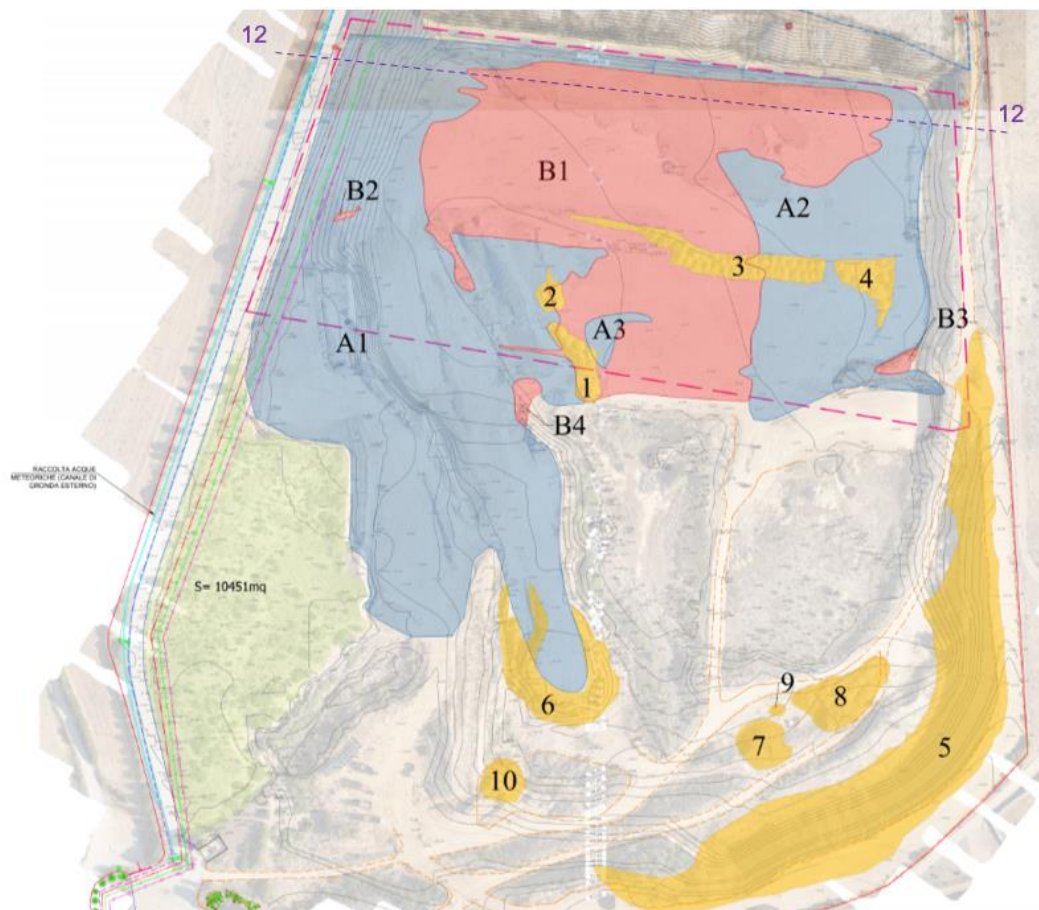 12
12
B1
B2
A2
3
4
2
A3
B3
A1
1
B4
RACCOLTA ACQUE
METEORICHE (CANALE DI
GRONDA ESTERNO)
S= 10451mq
9
8
6
7
5
10